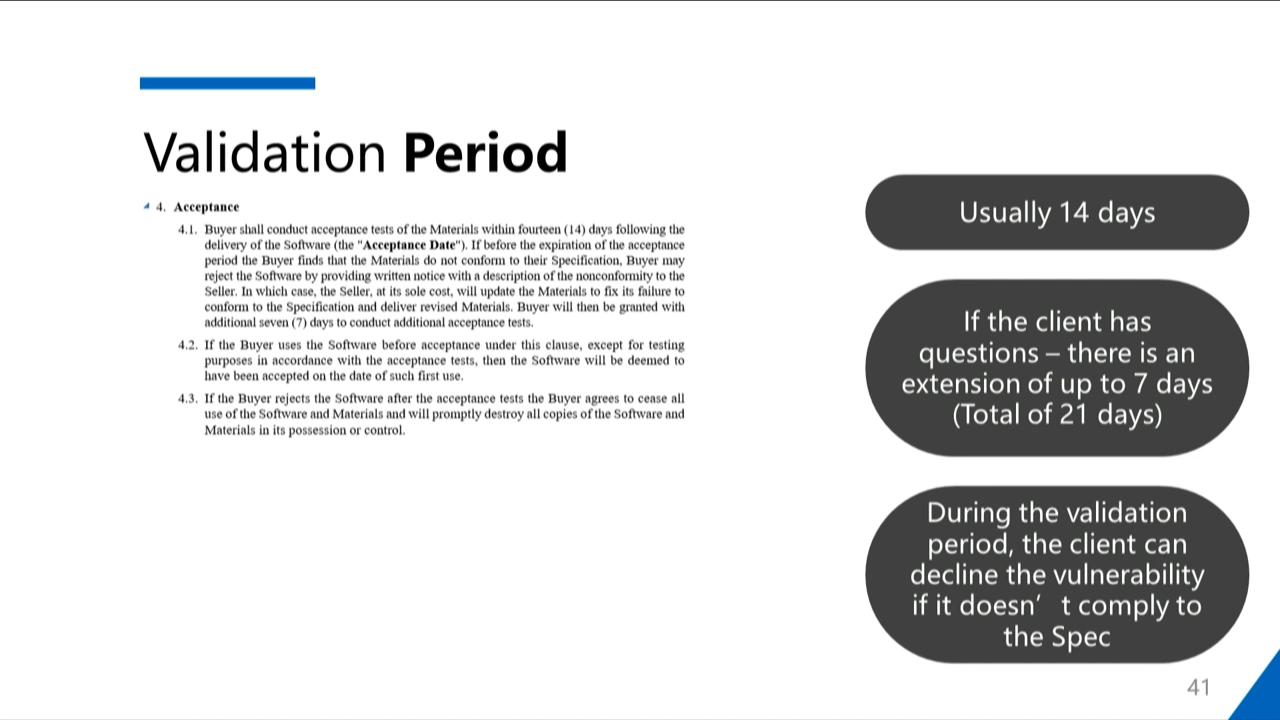 Validation Period
4. Acceptance
4.1. Buyer shall conduct acceptance tests of the Materials within fourteen (14) days following the
delivery of the Software (the "Acceptance Date"). If before the expiration of the acceptance
period the Buyer finds that the Materials do not conform to their Specification, Buyer may
reject the Software by providing written notice with a description of the nonconformity to the
Seller. In which case, the Seller, at its sole cost, will update the Materials to fix its failure to
conform to the Specification and deliver revised Materials. Buyer will then be granted with
additional seven (7) days to conduct additional acceptance tests.
4.2. If the Buyer uses the Software before acceptance under this clause, except for testing
purposes in accordance with the acceptance tests, then the Software will be deemed to
have been accepted on the date of such first use.
4.3. If the Buyer rejects the Software after the acceptance tests the Buyer agrees to cease all
use of the Software and Materials and will promptly destroy all copies of the Software and
Materials in its possession or control.
Usually 14 days
If the client has
questions – there is an
extension of up to 7 days
(Total of 21 days)
During the validation
period, the client can
decline the vulnerability
if it doesn’ t comply to
the Spec
41